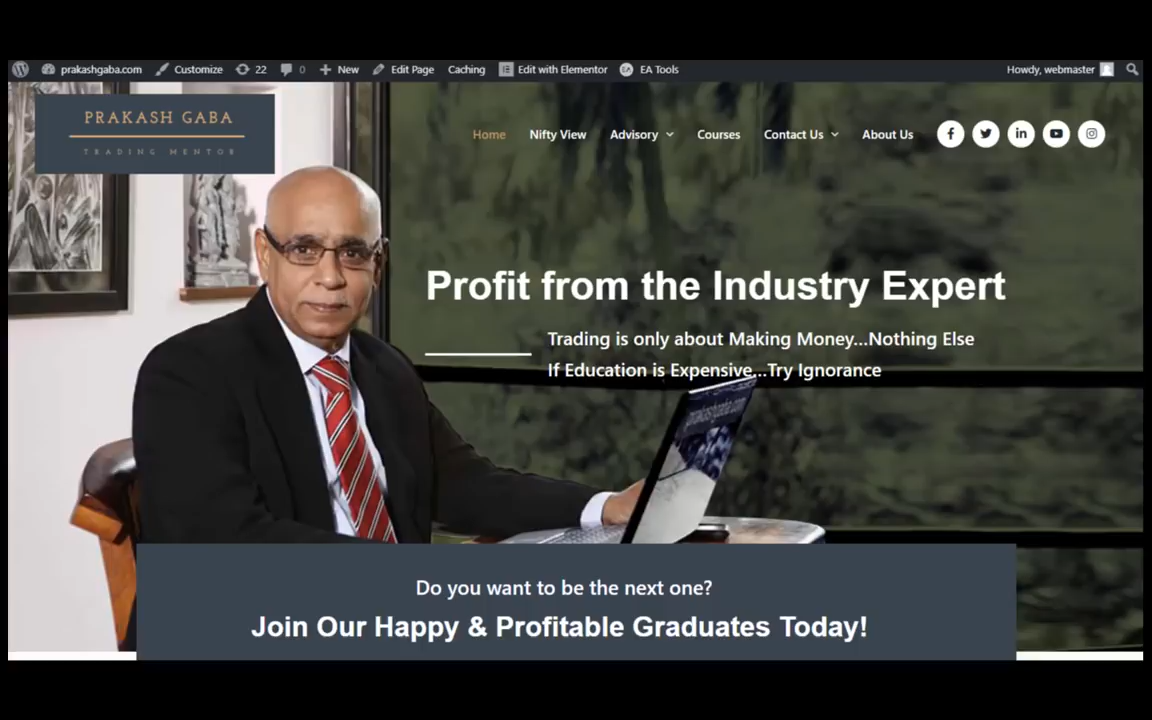 prakashgaba.com Customize 22 0 New Edit Page Caching Edit with Elementor EA Tools Howdy, webmaster
PRAKASH GABA
TRADING MENTOR
Home Nifty View Advisory Courses Contact Us About Us
Profit from the Industry Expert
Trading is only about Making Money...Nothing Else
If Education is Expensive...Try Ignorance
Do you want to be the next one?
Join Our Happy & Profitable Graduates Today!